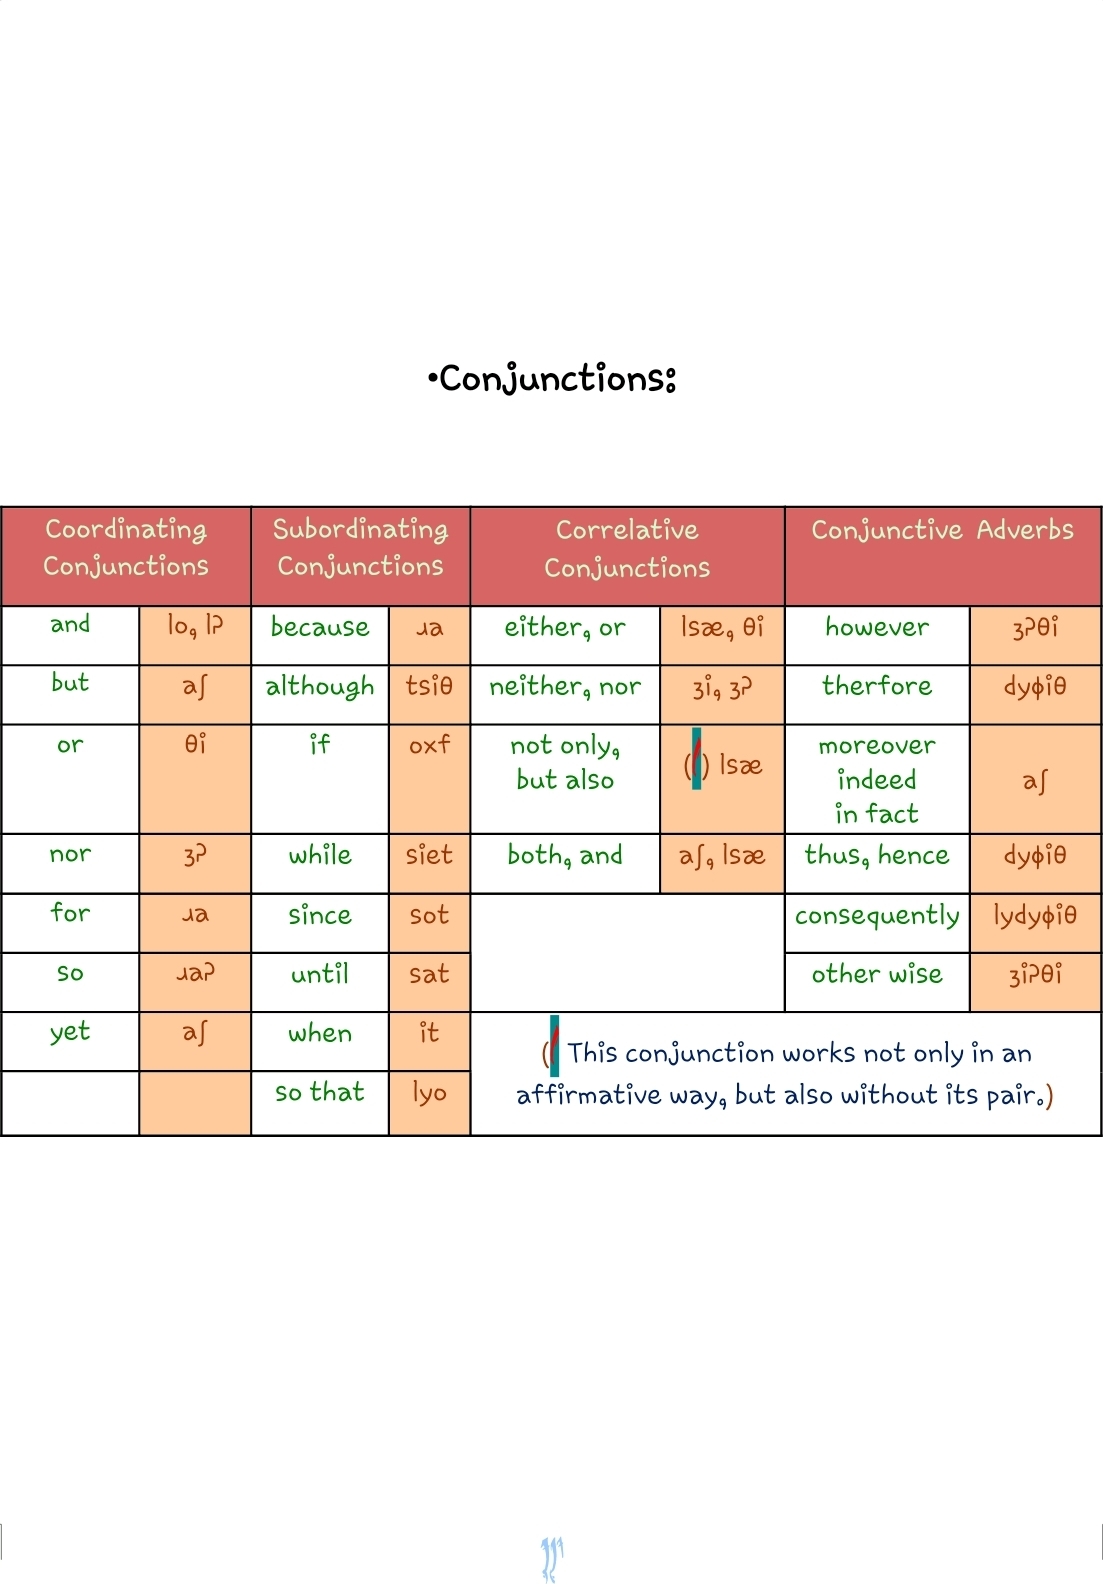 •Conjunctions:
Coordinating Conjunctions
Subordinating Conjunctions
Correlative Conjunctions
Conjunctive Adverbs
and lo, lʔ because ɹa either, or lsæ, θi however ʒʔθi
but aʃ although tsiθ neither, nor ʒi, ʒʔ therfore dyɸiθ
or θi if oxf not only, but also () lsæ moreover indeed in fact aʃ
nor ʒʔ while siet both, and aʃ, lsæ thus, hence dyɸiθ
for ɹa since sot consequently lydyɸiθ
so ɹaʔ until sat other wise ʒiʔθi
yet aʃ when it
so that lyo
( This conjunction works not only in an
affirmative way, but also without its pair.)